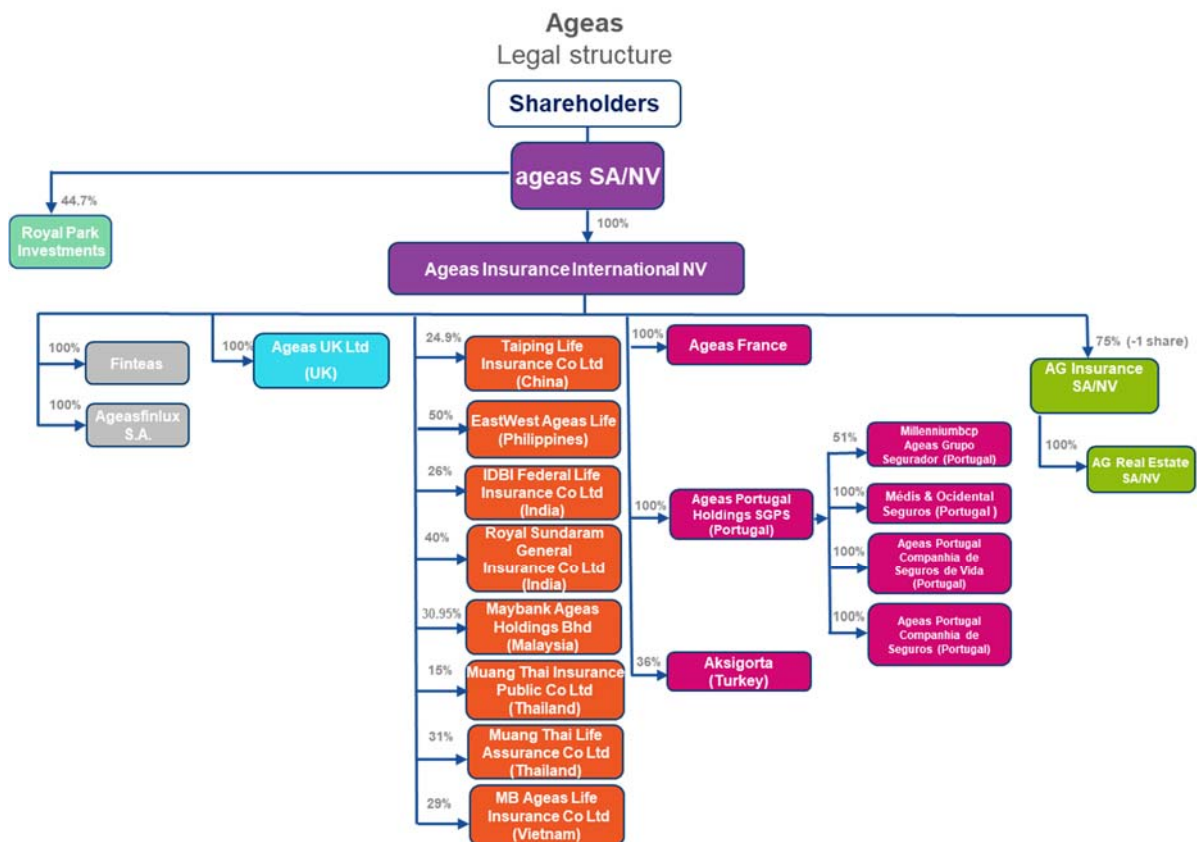 Ageas
Legal structure
Shareholders
ageas SA/NV
44.7%
Royal Park
Investments
100%
Ageas Insurance International NV
100%
Finteas
100%
Ageasfinlux
S.A.
100%
Ageas UK Ltd
(UK)
24.9%
Taiping Life
Insurance Co Ltd
(China)
50%
EastWest Ageas Life
(Philippines)
26%
IDBI Federal Life
Insurance Co Ltd
(India)
40%
Royal Sundaram
General
Insurance Co Ltd
(India)
30,95%
Maybank Ageas
Holdings Bhd
(Malaysia)
15%
Muang Thai Insurance
Public Co Ltd
(Thailand)
31%
Muang Thai Life
Assurance Co Ltd
(Thailand)
29%
MB Ageas Life
Insurance Co Ltd
(Vietnam)
100%
Ageas France
100%
Ageas Portugal
Holdings SGPS
(Portugal)
51%
Millenniumbcp
Ageas Grupo
Segurador (Portugal)
100%
Médis & Ocidental
Seguros (Portugal )
100%
Ageas Portugal
Companhia de
Seguros de Vida
(Portugal)
100%
Ageas Portugal
Companhia de
Seguros (Portugal)
36%
Aksigorta
(Turkey)
75% (-1 share)
AG Insurance
SA/NV
100%
AG Real Estate
SA/NV